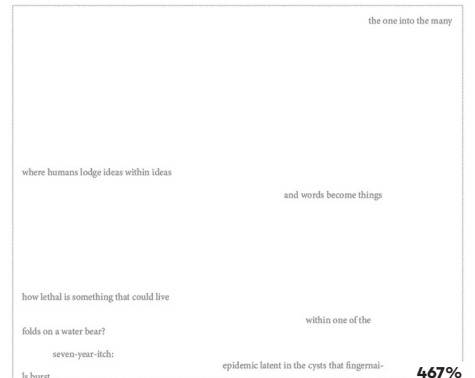 the one into the many
where humans lodge ideas within ideas
and words become things
how lethal is something that could live
within one of the
folds on a water bear?
seven-year-itch:
epidemic latent in the cysts that fingernai-
ls burst
467%